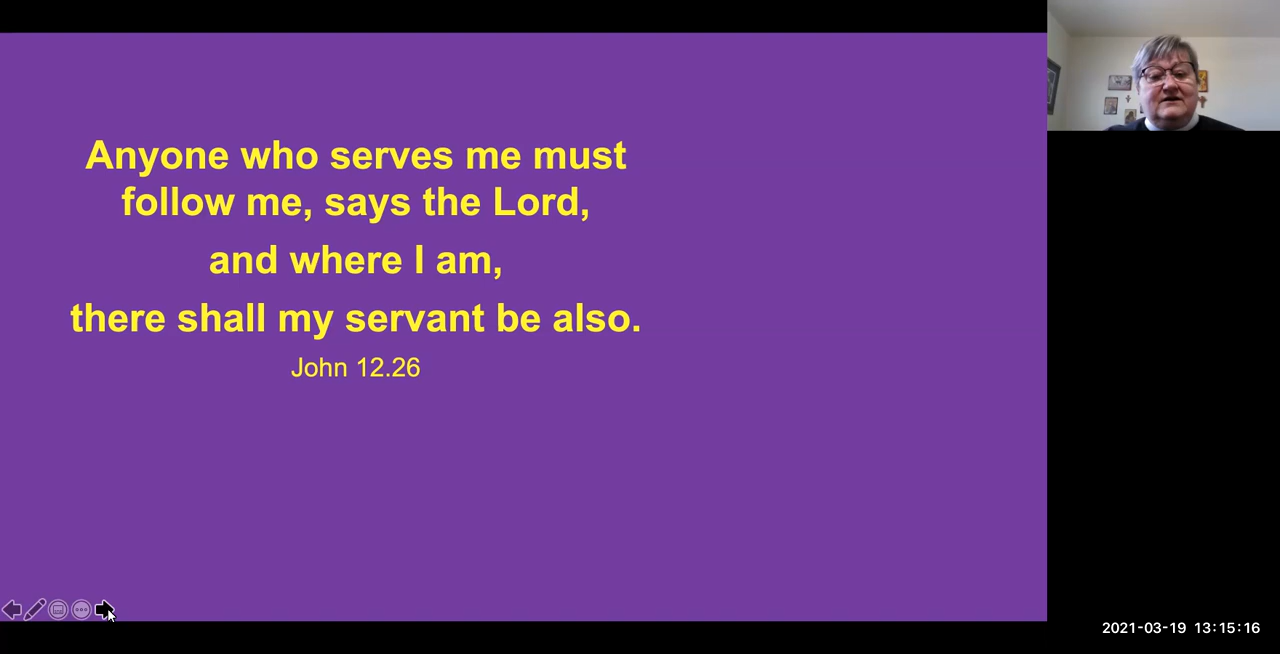 Anyone who serves me must
follow me, says the Lord,
and where I am,
there shall my servant be also.
John 12.26
2021-03-19 13:15:16